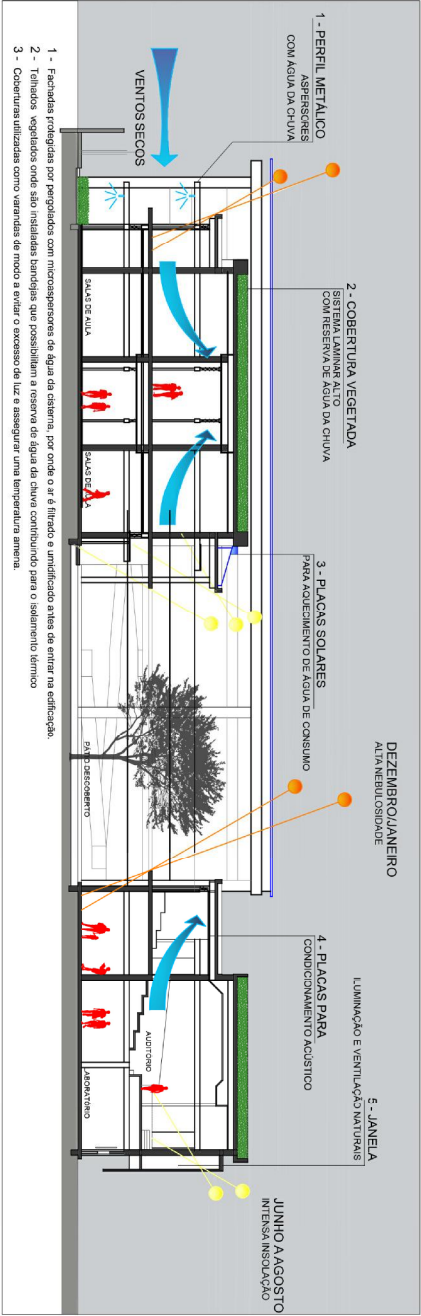 1 - PERFIL METÁLICO
ASPERSORES
COM ÁGUA DA CHUVA
2 - COBERTURA VEGETADA
SISTEMA LAMINAR ALTO
COM RESERVA DE ÁGUA DA CHUVA
3 - PLACAS SOLARES
PARA AQUECIMENTO DE ÁGUA DE CONSUMO
DEZEMBRO/JANEIRO
ALTA NEBULOSIDADE
4 - PLACAS PARA
CONDICIONAMENTO ACÚSTICO
5 - JANELA
ILUMINAÇÃO E VENTILAÇÃO NATURAIS
JUNHO A AGOSTO
INTENSA INSOLAÇÃO
VENTOS SECOS
SALAS DE AULA
SALAS DE AULA
PÁTIO DESCOBERTO
AUDITÓRIO
LABORATÓRIO
1 - Fachadas protegidas por pergolados com microaspersores de água da cisterna, por onde o ar é filtrado e umidificado antes de entrar na edificação.
2 - Telhados vegetados onde são instaladas bandejas que possibilitam a reserva de água da chuva contribuindo para o isolamento térmico
3 - Coberturas utilizadas como varandas de modo a evitar o excesso de luz e assegurar uma temperatura amena.